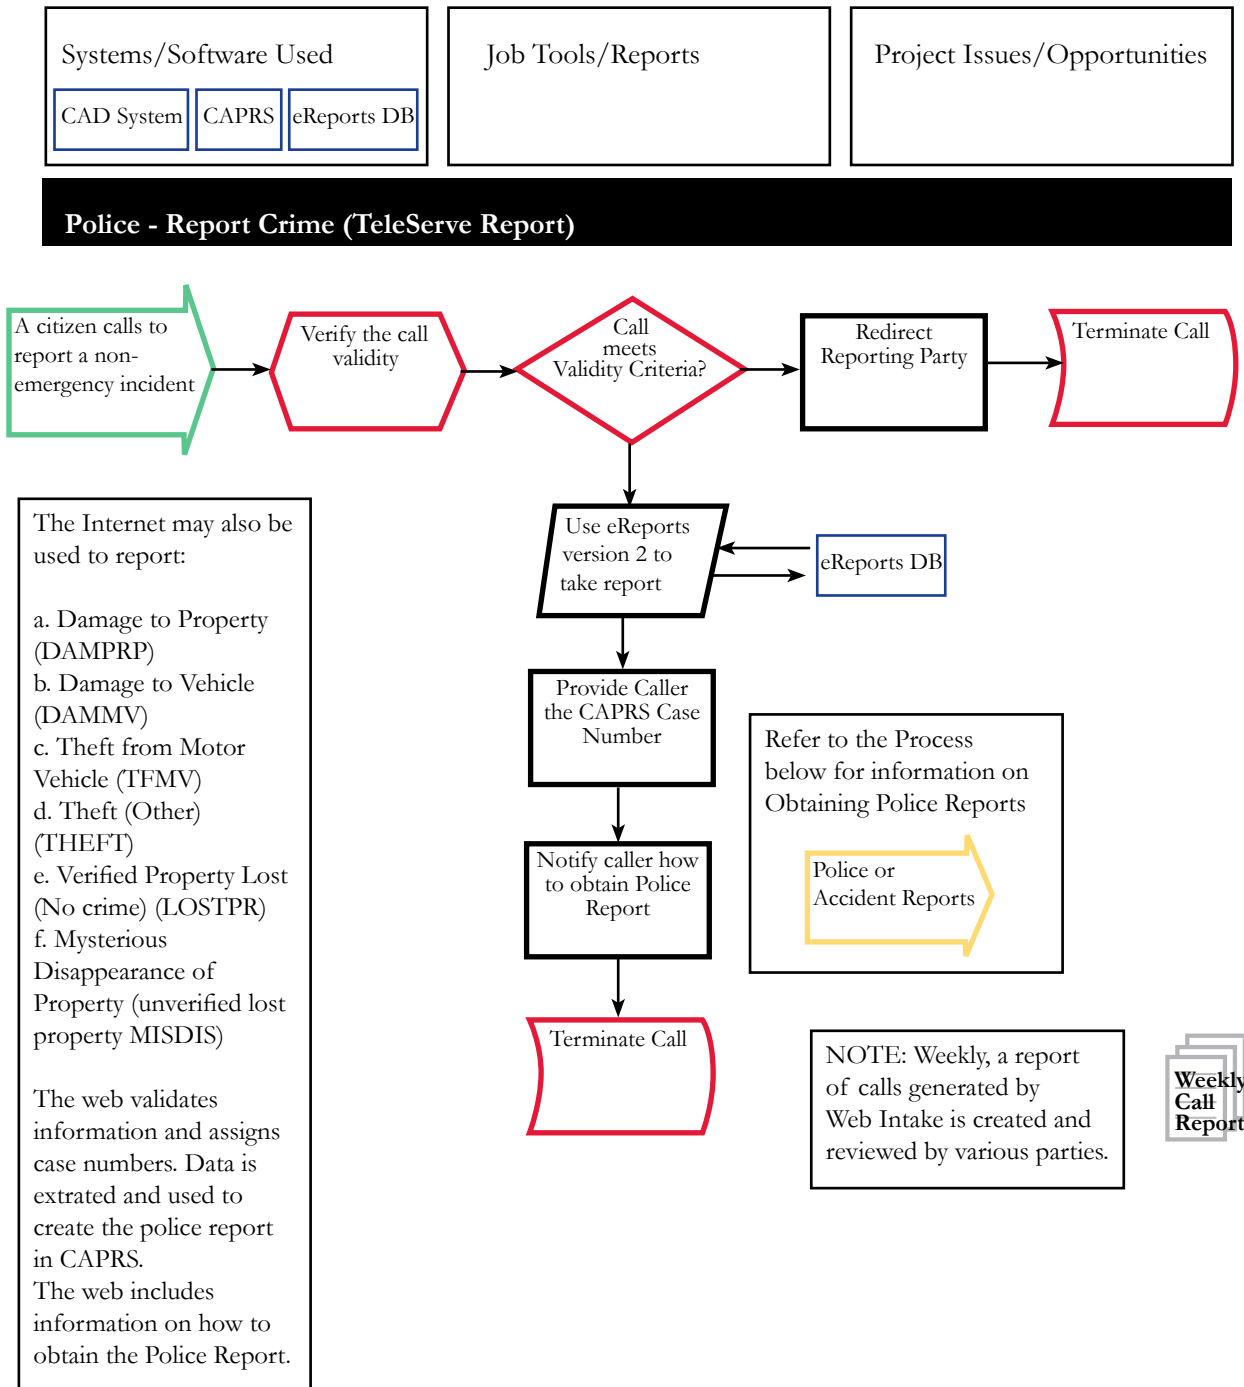 Systems/Software Used
CAD System
CAPRS
eReports DB
Job Tools/Reports
Project Issues/Opportunities
Police - Report Crime (TeleServe Report)
A citizen calls to
report a non-
emergency incident
Verify the call
validity
Call
meets
Validity Criteria?
Redirect
Reporting Party
Terminate Call
Use eReports
version 2 to
take report
eReports DB
Provide Caller
the CAPRS Case
Number
Notify caller how
to obtain Police
Report
Terminate Call
The Internet may also be
used to report:
a. Damage to Property
(DAMPRP)
b. Damage to Vehicle
(DAMMV)
c. Theft from Motor
Vehicle (TFMV)
d. Theft (Other)
(THEFT)
e. Verified Property Lost
(No crime) (LOSTPR)
f. Mysterious
Disappearance of
Property (unverified lost
property MISDIS)
The web validates
information and assigns
case numbers. Data is
extrated and used to
create the police report
in CAPRS.
The web includes
information on how to
obtain the Police Report.
Refer to the Process
below for information on
Obtaining Police Reports
Police or
Accident Reports
NOTE: Weekly, a report
of calls generated by
Web Intake is created and
reviewed by various parties.
Weekly
Call
Report